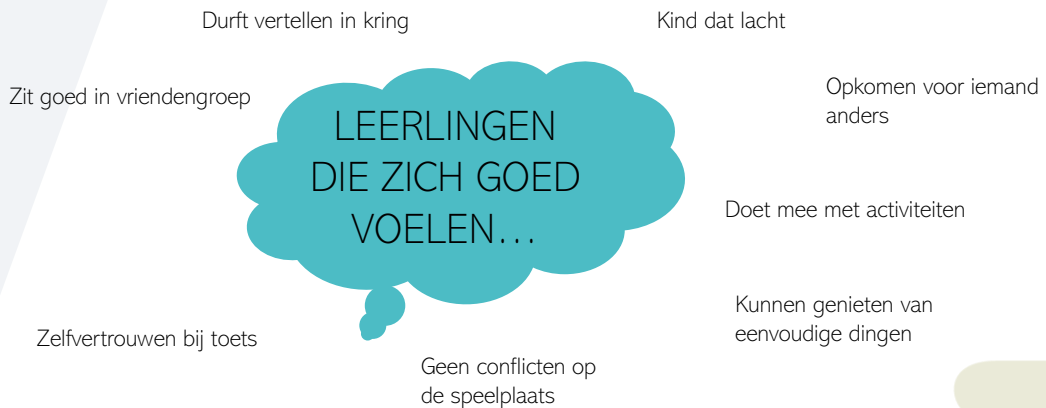 Durft vertellen in kring
Kind dat lacht
Zit goed in vriendengroep
Opkomen voor iemand
anders
LEERLINGEN
DIE ZICH GOED
VOELEN...
Doet mee met activiteiten
Kunnen genieten van
eenvoudige dingen
Zelfvertrouwen bij toets
Geen conflicten op
de speelplaats